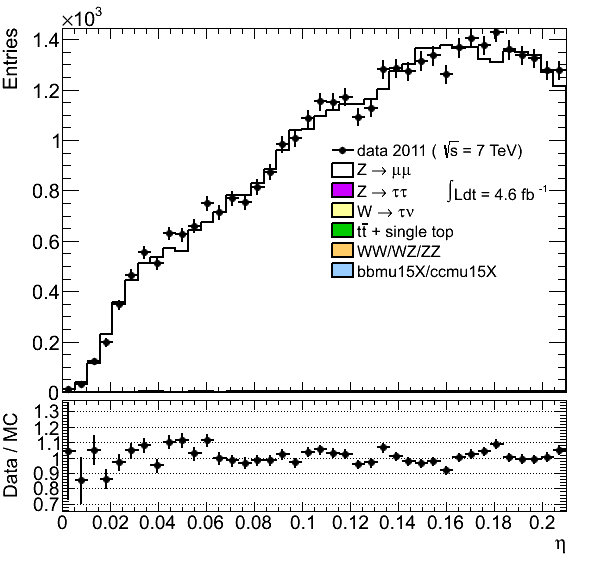 ×10³
Entries
1.4
1.2
1
0.8
0.6
0.4
0.2
0
data 2011 ( √s = 7 TeV)
Z → μμ
Z → ττ
∫Ldt = 4.6 fb⁻¹
W → τν
tt̄ + single top
WW/WZ/ZZ
bbmu15X/ccmu15X
Data / MC
1.3
1.2
1.1
1
0.9
0.8
0.7
0 0.02 0.04 0.06 0.08 0.1 0.12 0.14 0.16 0.18 0.2
η